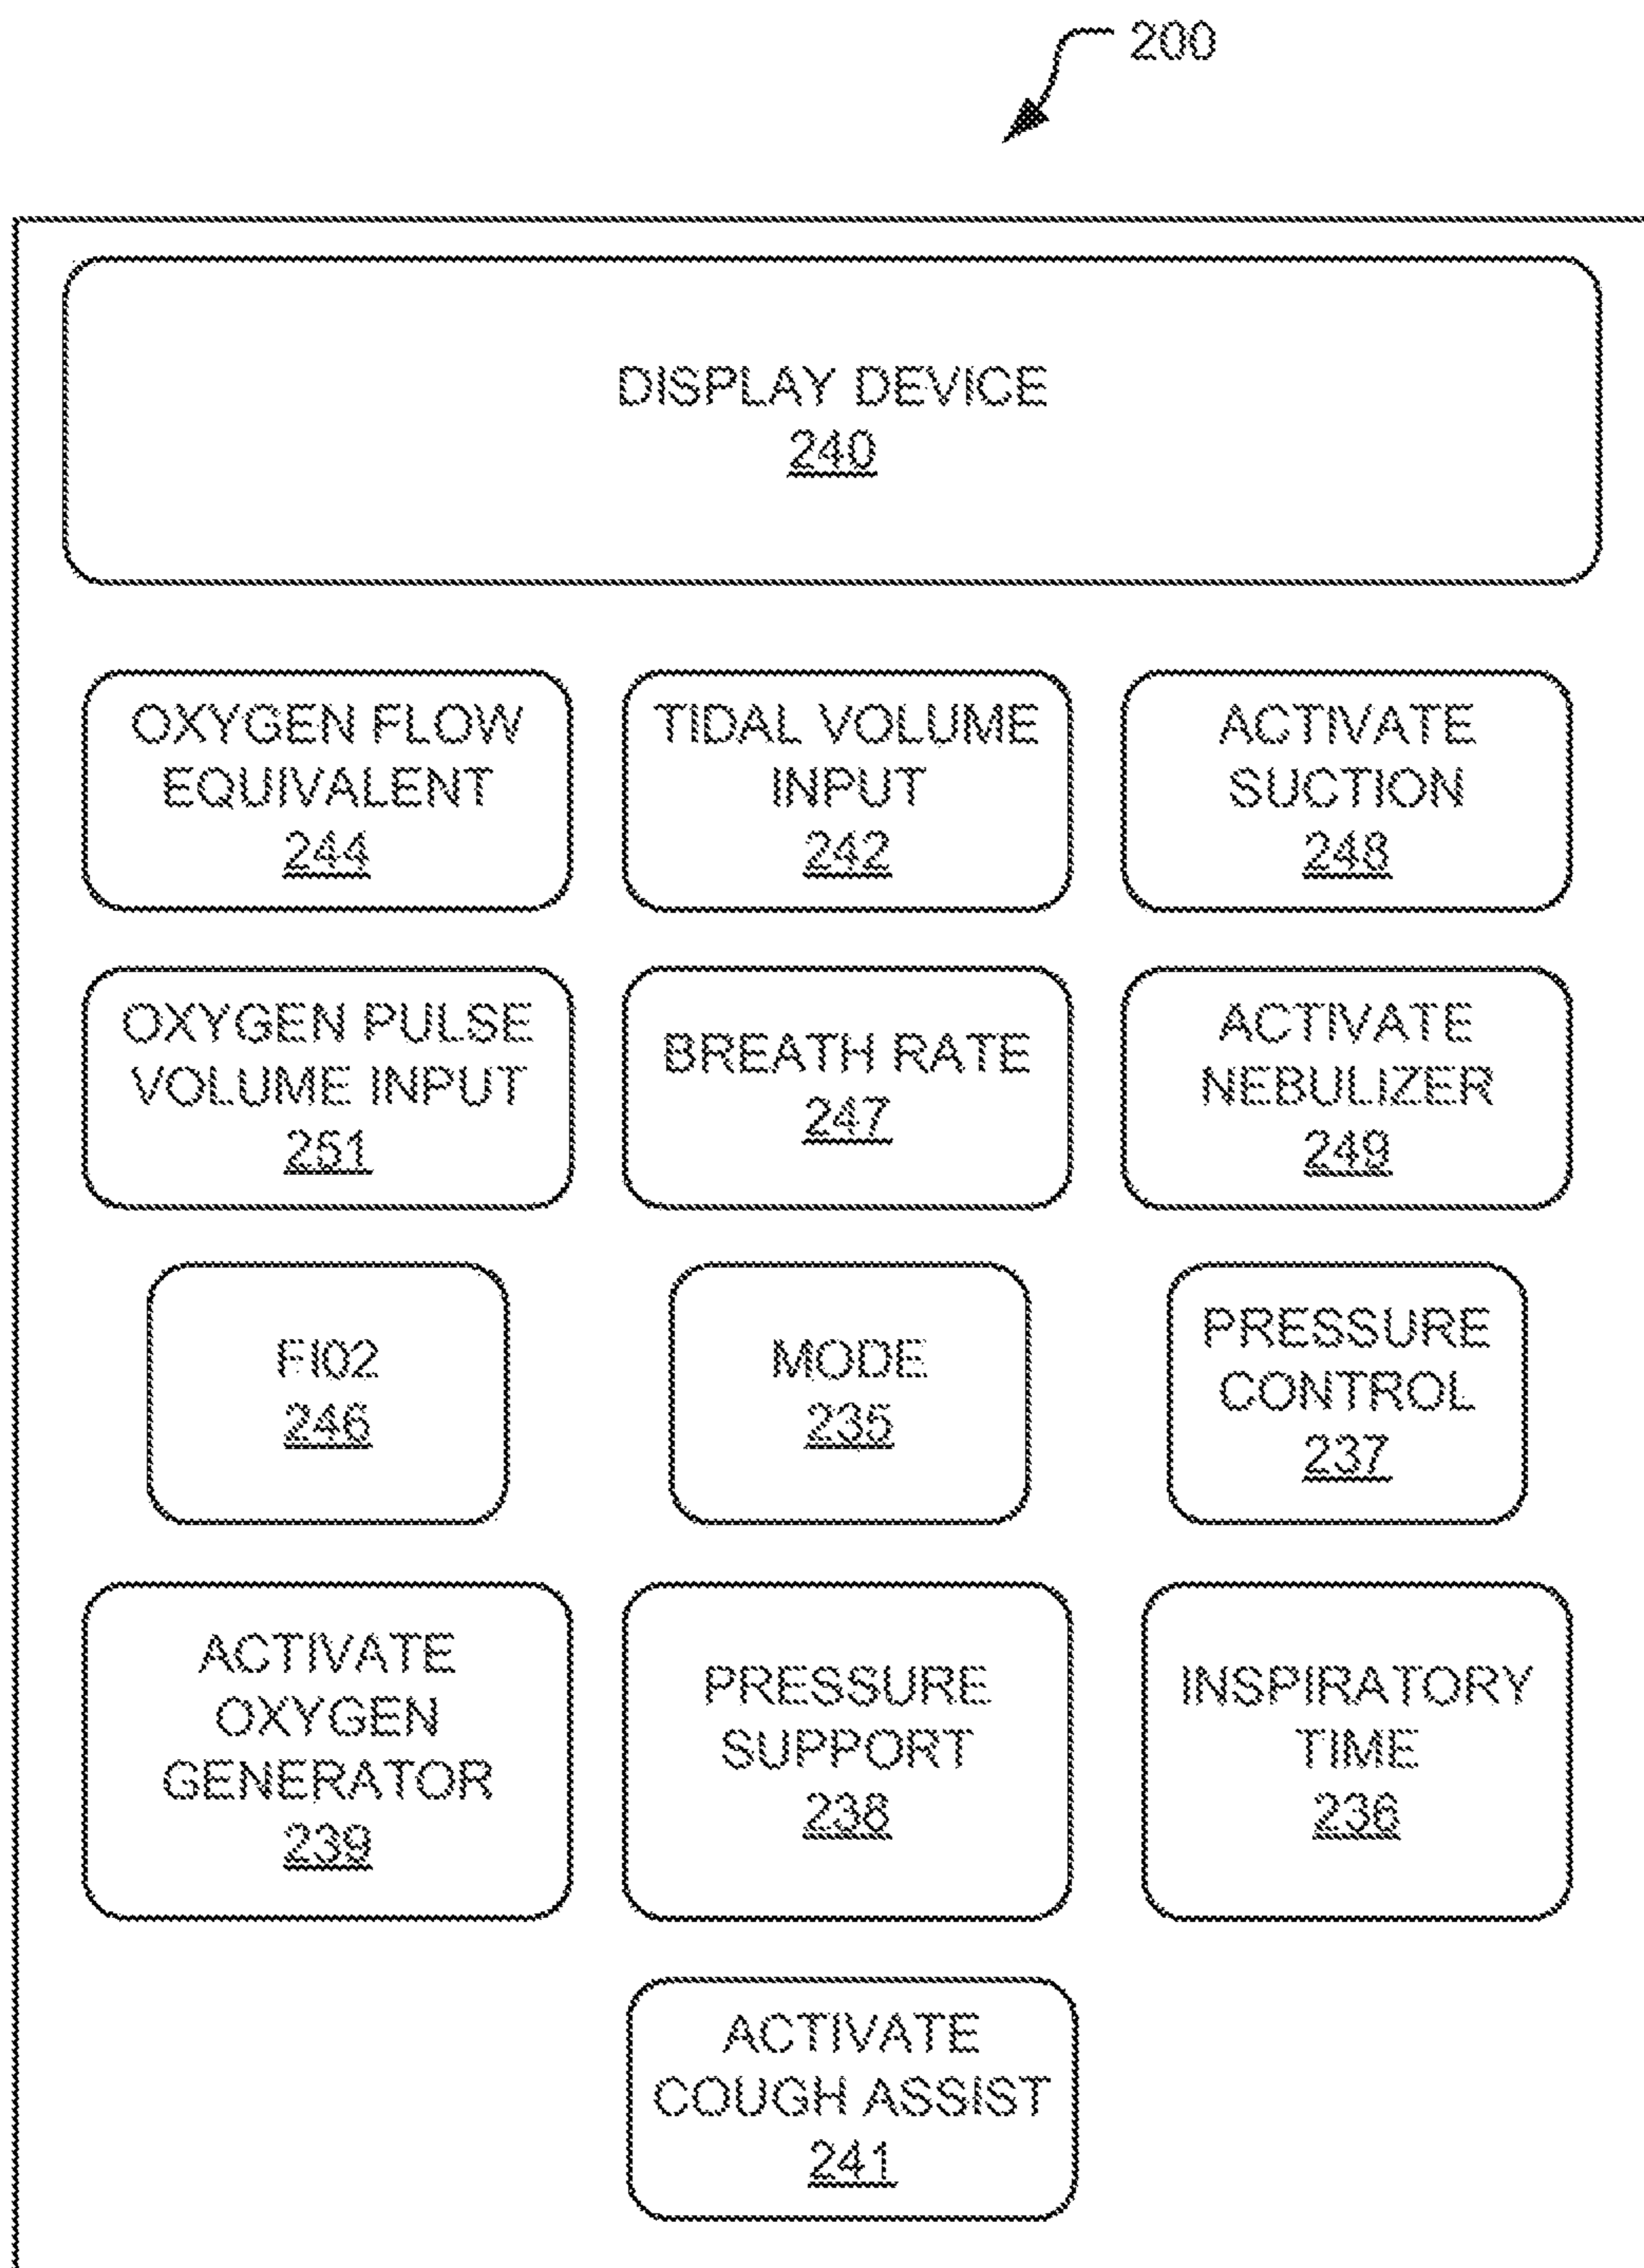 200
DISPLAY DEVICE
240
OXYGEN FLOW
EQUIVALENT
244
TIDAL VOLUME
INPUT
242
ACTIVATE
SUCTION
248
OXYGEN PULSE
VOLUME INPUT
251
BREATH RATE
247
ACTIVATE
NEBULIZER
249
FI02
246
MODE
235
PRESSURE
CONTROL
237
ACTIVATE
OXYGEN
GENERATOR
239
PRESSURE
SUPPORT
238
INSPIRATORY
TIME
236
ACTIVATE
COUGH ASSIST
241